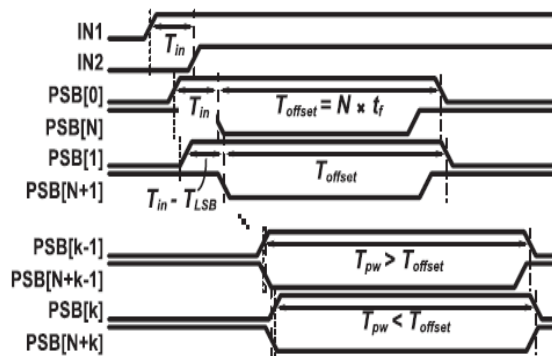 IN1
T_in
IN2
PSB[0]
T_in
T_offset = N × t_f
PSB[N]
PSB[1]
T_offset
PSB[N+1]
T_in - T_LSB
PSB[k-1]
T_pw > T_offset
PSB[N+k-1]
PSB[k]
T_pw < T_offset
PSB[N+k]